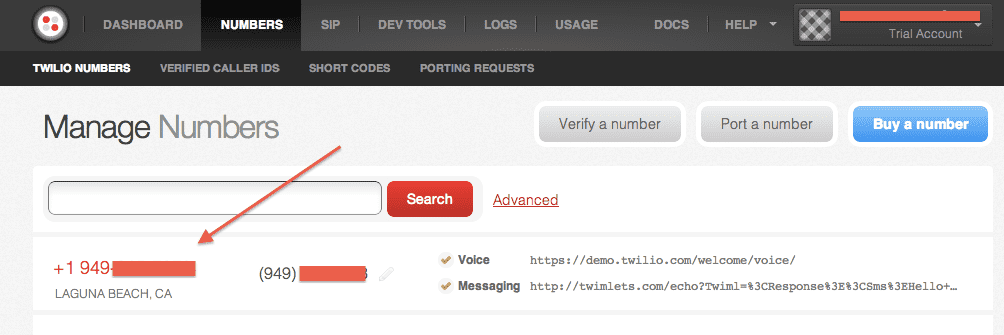 DASHBOARD NUMBERS SIP DEV TOOLS LOGS USAGE DOCS HELP
Trial Account
TWILIO NUMBERS VERIFIED CALLER IDS SHORT CODES PORTING REQUESTS
Manage Numbers Verify a number Port a number Buy a number
Search Advanced
+1 949- (949) Voice https://demo.twilio.com/welcome/voice/
LAGUNA BEACH, CA Messaging http://twimlets.com/echo?Twiml=%3CResponse%3E%3CSms%3EHello+…